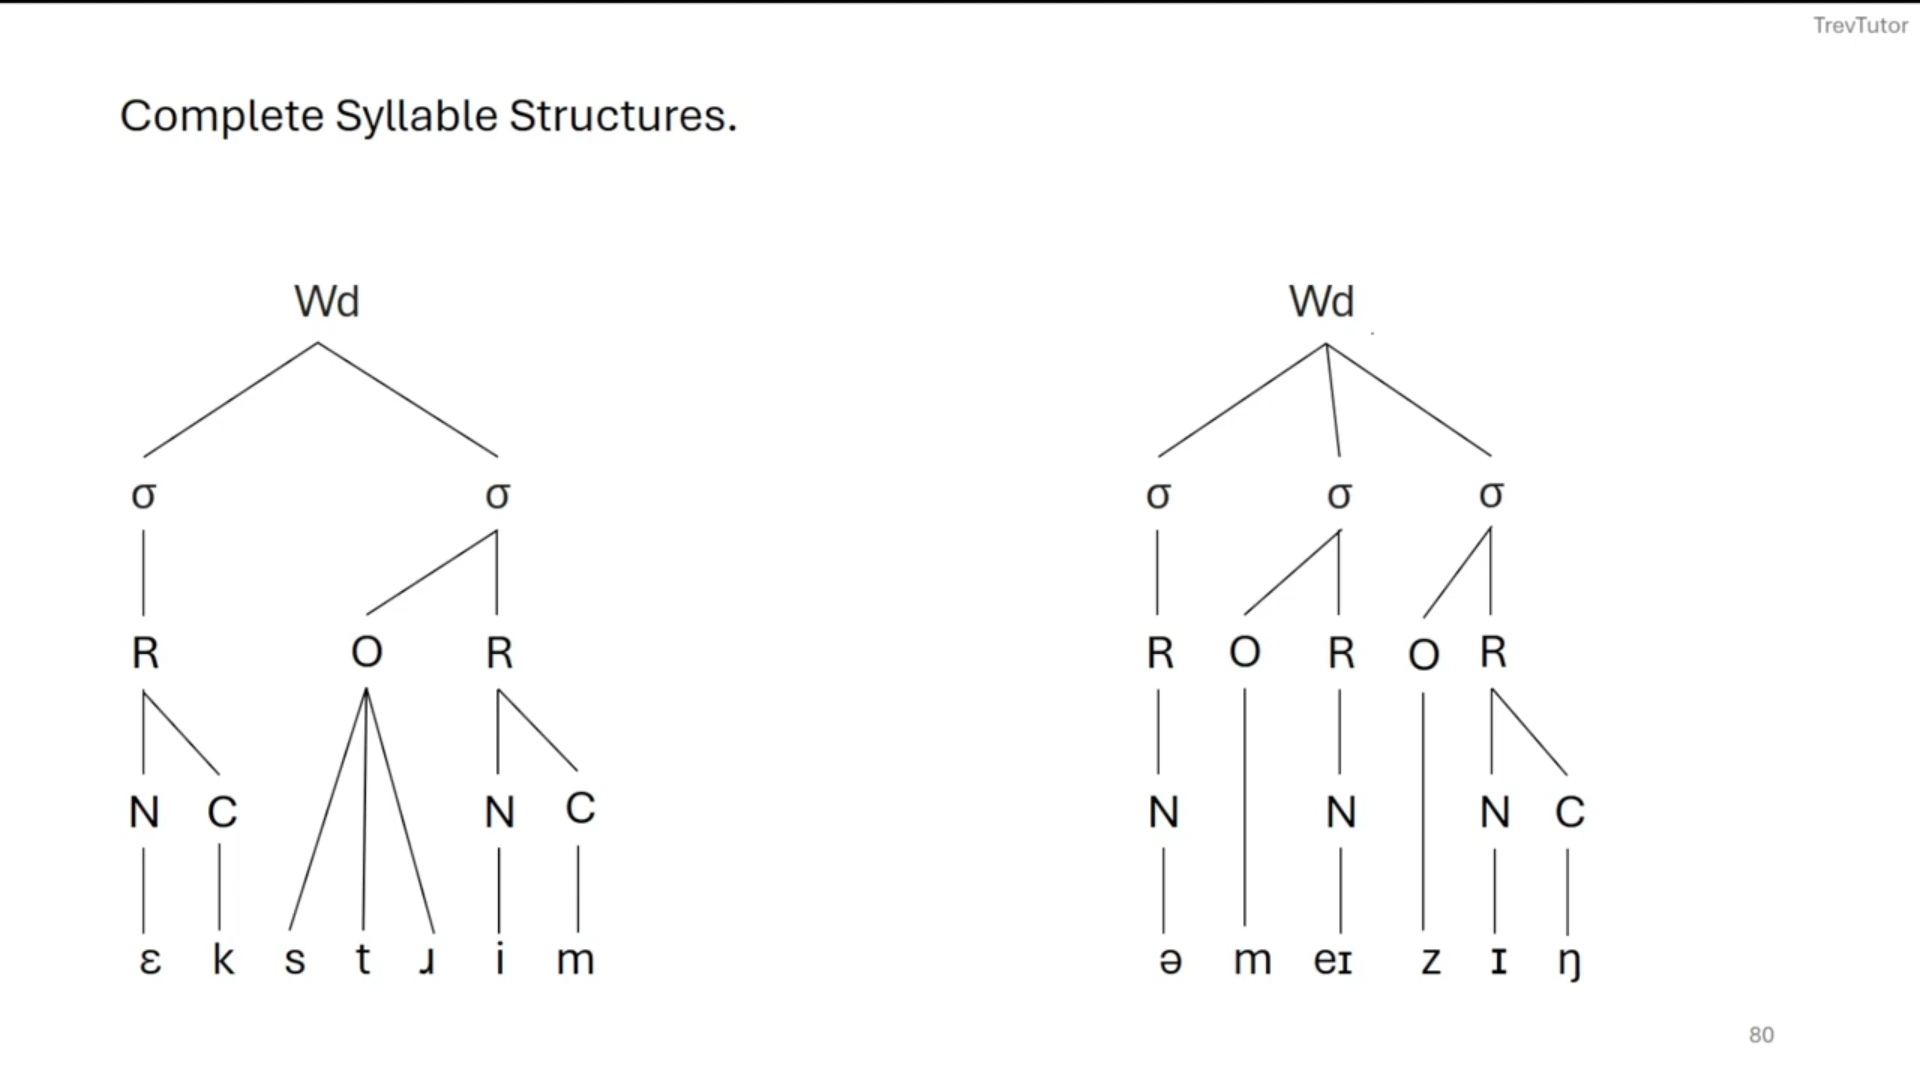 TrevTutor
Complete Syllable Structures.
Wd Wd
σ σ σ σ σ
R O R R O R O R
N C N C N N N C
ɛ k s t ɹ i m ə m eɪ z ɪ ŋ
80